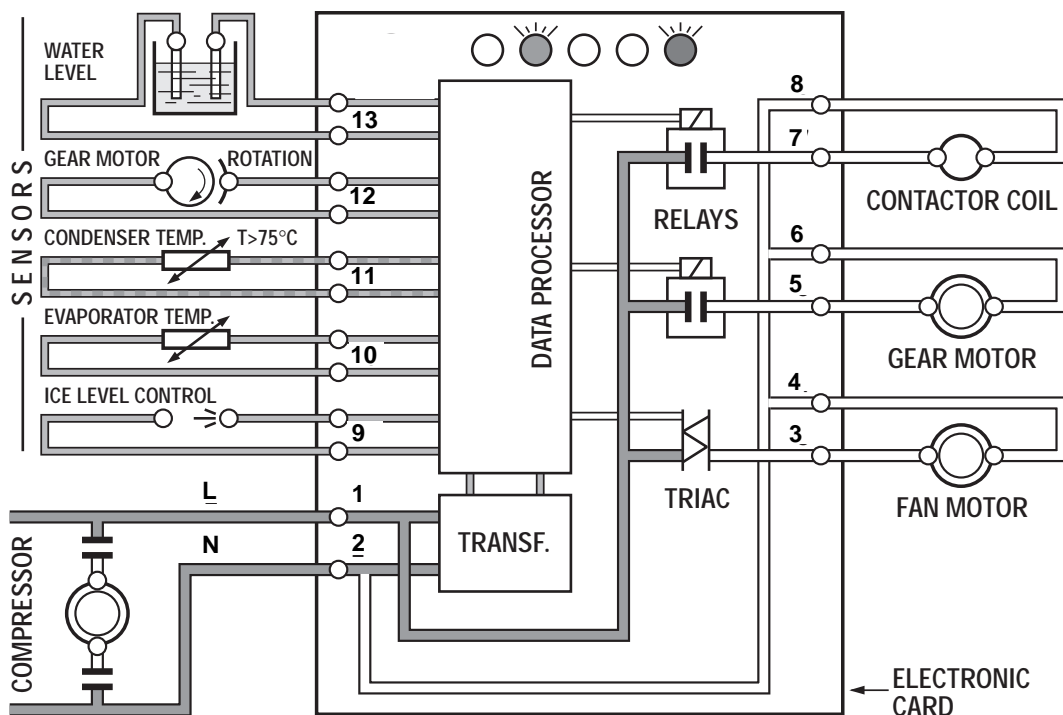 WATER
LEVEL
8
13
7
GEAR MOTOR
ROTATION
CONTACTOR COIL
12
RELAYS
SENSORS
CONDENSER TEMP.
T>75°C
6
11
5
DATA PROCESSOR
EVAPORATOR TEMP.
10
GEAR MOTOR
ICE LEVEL CONTROL
4
9
3
L
1
TRIAC
FAN MOTOR
N
2
TRANSF.
COMPRESSOR
ELECTRONIC
CARD